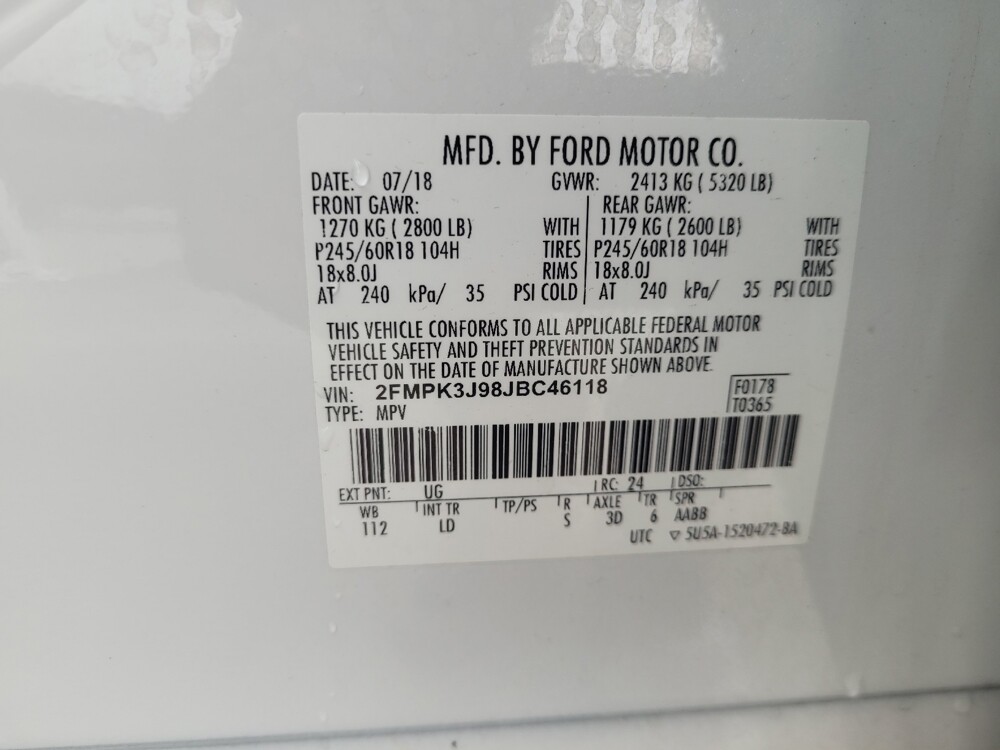 MFD. BY FORD MOTOR CO.
DATE: 07/18 GVWR: 2413 KG ( 5320 LB)
FRONT GAWR: REAR GAWR:
1270 KG ( 2800 LB) WITH 1179 KG ( 2600 LB) WITH
P245/60R18 104H TIRES P245/60R18 104H TIRES
18x8.0J RIMS 18x8.0J RIMS
AT 240 kPa/ 35 PSI COLD AT 240 kPa/ 35 PSI COLD
THIS VEHICLE CONFORMS TO ALL APPLICABLE FEDERAL MOTOR
VEHICLE SAFETY AND THEFT PREVENTION STANDARDS IN
EFFECT ON THE DATE OF MANUFACTURE SHOWN ABOVE.
VIN: 2FMPK3J98JBC46118 F0178
TYPE: MPV T0365
EXT PNT: UG RC: 24 DSO:
WB INT TR TP/PS R AXLE TR SPR
112 LD S 3D 6 AABB
UTC ▽ 5U5A-1520472-BA